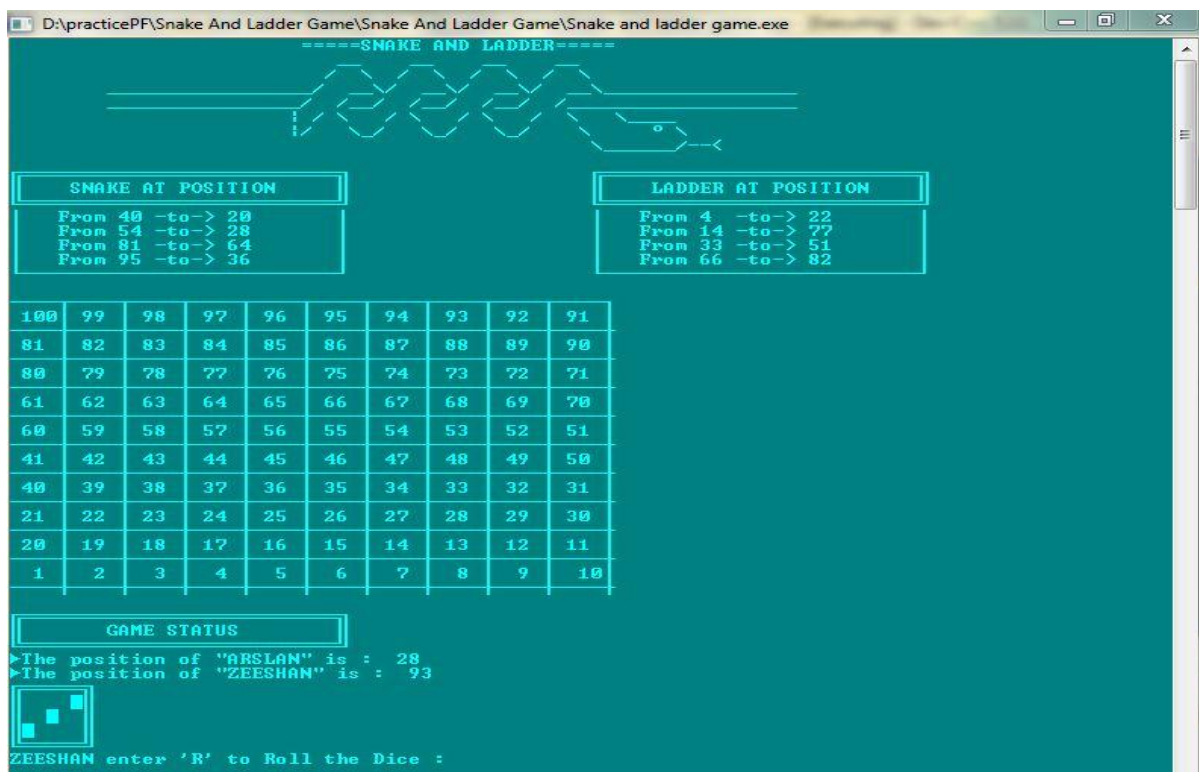 D:\practicePF\Snake And Ladder Game\Snake And Ladder Game\Snake and ladder game.exe
=====SNAKE AND LADDER=====
SNAKE AT POSITION
From 40 -to-> 20
From 54 -to-> 28
From 81 -to-> 64
From 95 -to-> 36
LADDER AT POSITION
From 4 -to-> 22
From 14 -to-> 77
From 33 -to-> 51
From 66 -to-> 82
100 99 98 97 96 95 94 93 92 91
81 82 83 84 85 86 87 88 89 90
80 79 78 77 76 75 74 73 72 71
61 62 63 64 65 66 67 68 69 70
60 59 58 57 56 55 54 53 52 51
41 42 43 44 45 46 47 48 49 50
40 39 38 37 36 35 34 33 32 31
21 22 23 24 25 26 27 28 29 30
20 19 18 17 16 15 14 13 12 11
1 2 3 4 5 6 7 8 9 10
GAME STATUS
►The position of "ARSLAN" is : 28
►The position of "ZEESHAN" is : 93
ZEESHAN enter 'R' to Roll the Dice :